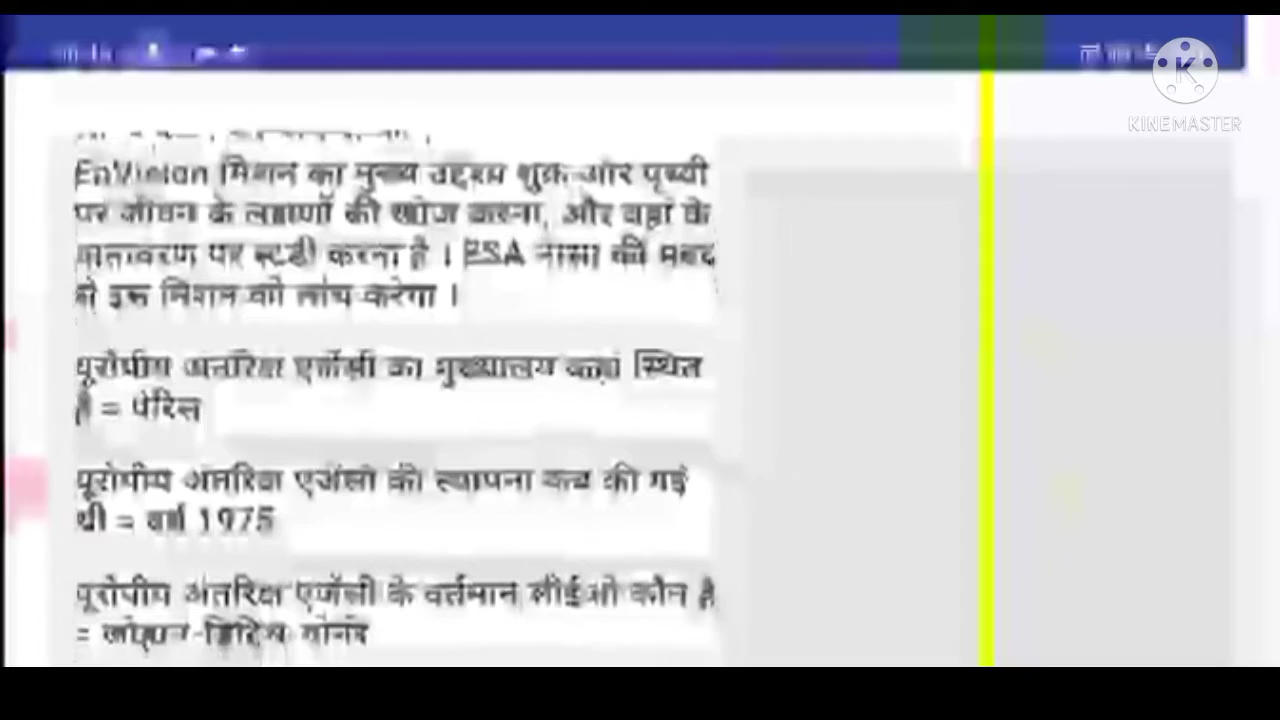 KINEMASTER
EnVision मिशन का मुख्य उद्देश्य शुक्र और पृथ्वी
पर जीवन के लक्षणों की खोज करना, और वहां के
वातावरण पर स्टडी करना है । ESA नासा की मदद
से इस मिशन को लांच करेगा ।
यूरोपीय अंतरिक्ष एजेंसी का मुख्यालय कहां स्थित
है = पेरिस
यूरोपीय अंतरिक्ष एजेंसी की स्थापना कब की गई
थी = वर्ष 1975
यूरोपीय अंतरिक्ष एजेंसी के वर्तमान सीईओ कौन है
=